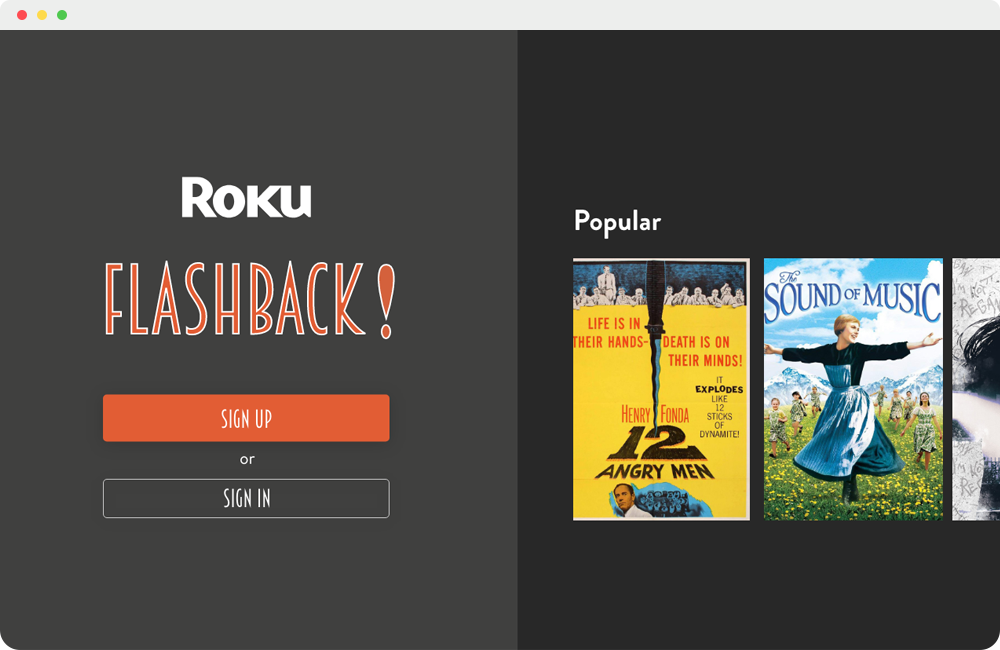 Roku
FLASHBACK!
SIGN UP
or
SIGN IN
Popular
LIFE IS IN
THEIR HANDS-
DEATH IS ON
THEIR MINDS!
IT
EXPLODES
LIKE
12
STICKS
OF
DYNAMITE!
HENRY FONDA
12
ANGRY MEN
The
SOUND OF MUSIC